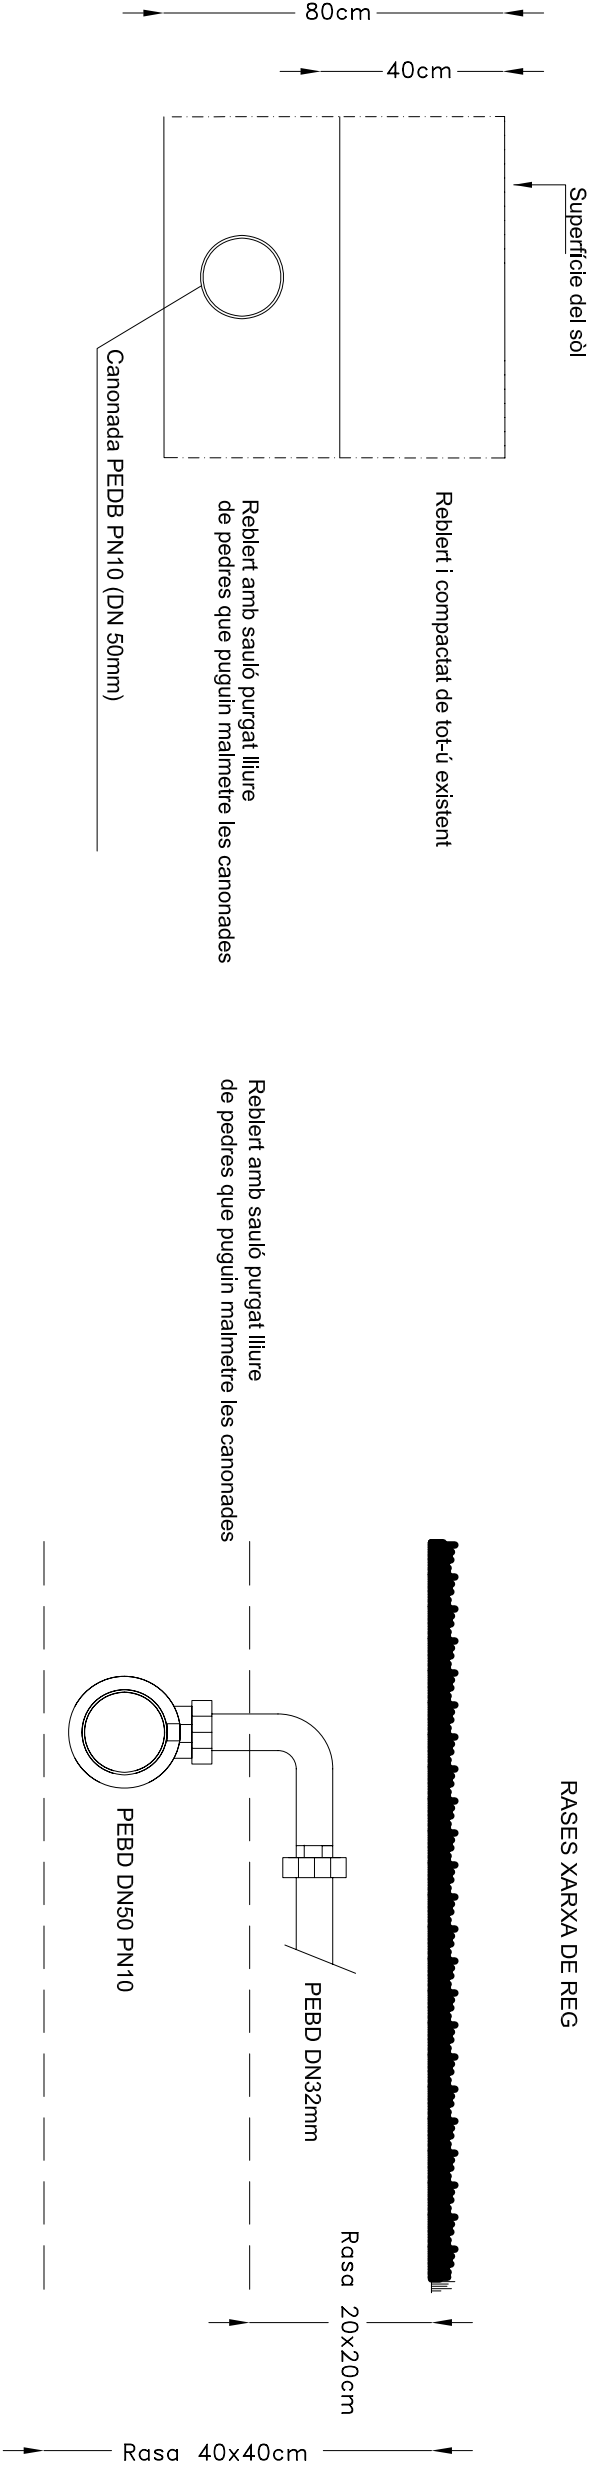 80cm
40cm
Superfície del sòl
Reblert i compactat de tot-ú existent
Reblert amb sauló purgat lliure
de pedres que puguin malmetre les canonades
Canonada PEDB PN10 (DN 50mm)
RASES XARXA DE REG
Reblert amb sauló purgat lliure
de pedres que puguin malmetre les canonades
PEBD DN32mm
PEBD DN50 PN10
Rasa 20x20cm
Rasa 40x40cm